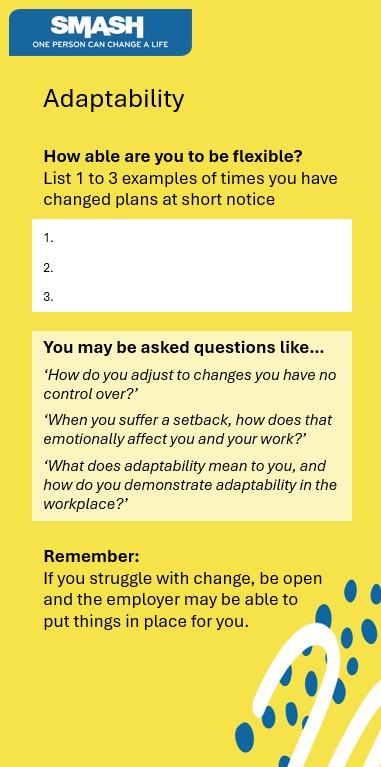 SMASH
ONE PERSON CAN CHANGE A LIFE
Adaptability
How able are you to be flexible?
List 1 to 3 examples of times you have
changed plans at short notice
1.
2.
3.
You may be asked questions like...
‘How do you adjust to changes you have no
control over?’
‘When you suffer a setback, how does that
emotionally affect you and your work?’
‘What does adaptability mean to you, and
how do you demonstrate adaptability in the
workplace?’
Remember:
If you struggle with change, be open
and the employer may be able to
put things in place for you.